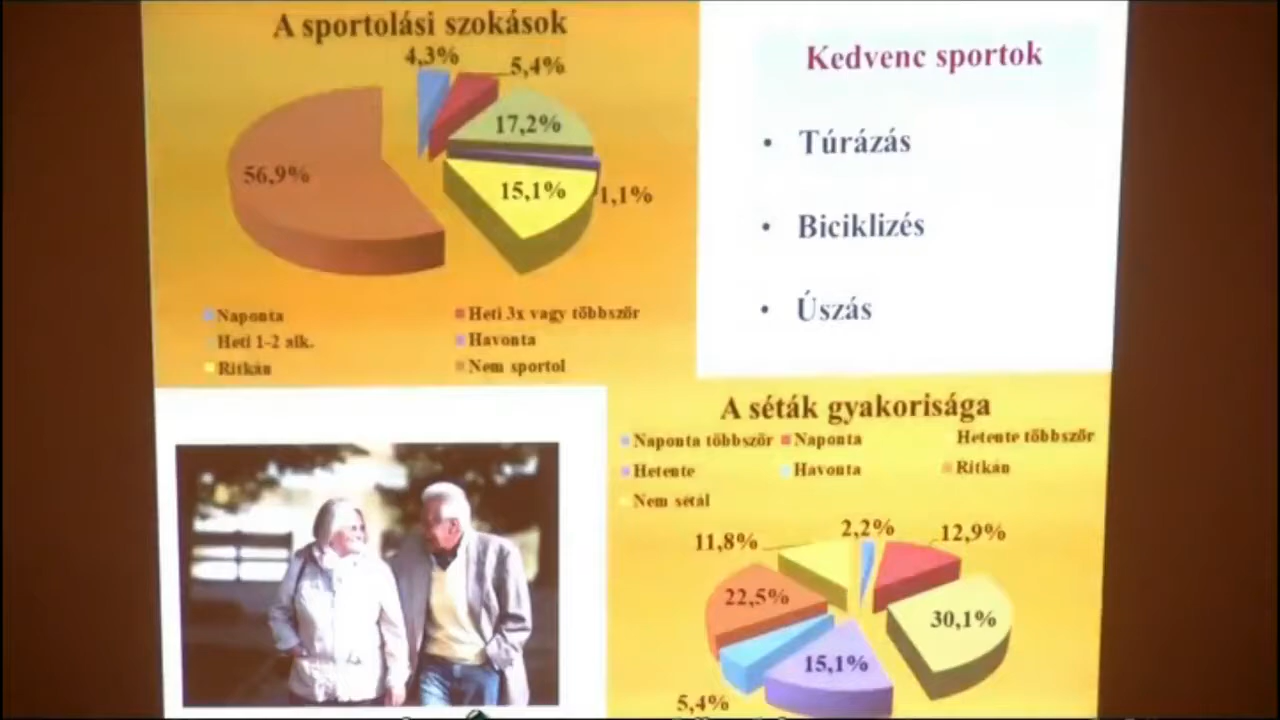 A sportolási szokások
4,3%
5,4%
17,2%
56,9%
15,1%
1,1%
Naponta
Heti 3x vagy többször
Heti 1-2 alk.
Havonta
Ritkán
Nem sportol
Kedvenc sportok
• Túrázás
• Biciklizés
• Úszás
A séták gyakorisága
Naponta többször
Naponta
Hetente többször
Hetente
Havonta
Ritkán
Nem sétál
11,8%
2,2%
12,9%
22,5%
30,1%
15,1%
5,4%